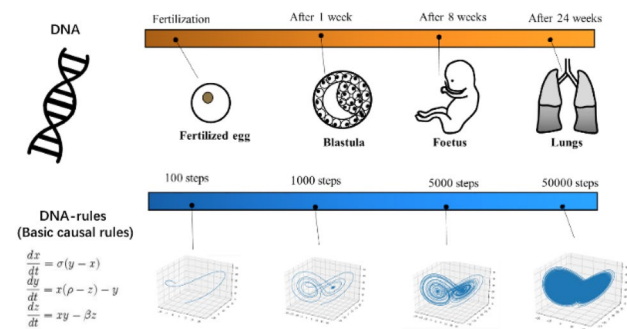 DNA
Fertilization
After 1 week
After 8 weeks
After 24 weeks
Fertilized egg
Blastula
Foetus
Lungs
100 steps
1000 steps
5000 steps
50000 steps
DNA-rules
(Basic causal rules)
dx/dt = σ(y − x)
dy/dt = x(ρ − z) − y
dz/dt = xy − βz